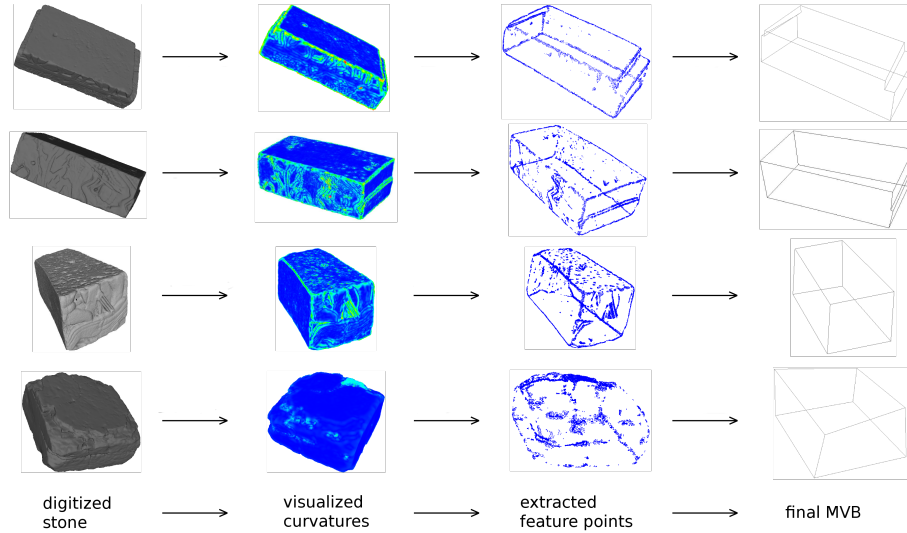 digitized
stone
visualized
curvatures
extracted
feature points
final MVB